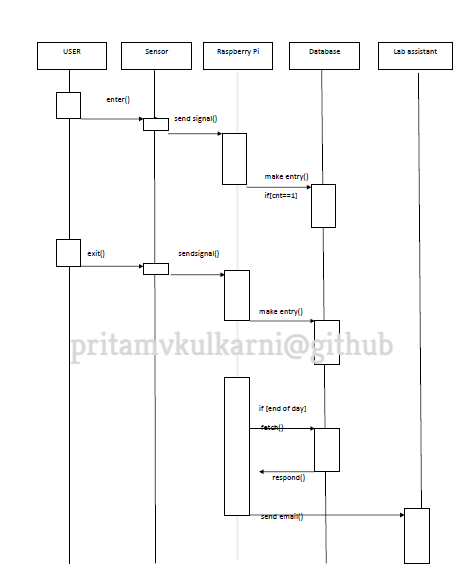 USER
Sensor
Raspberry Pi
Database
Lab assistant
enter()
send signal()
make entry()
if[cnt==1]
exit()
sendsignal()
make entry()
pritamvkulkarni@github
if [end of day]
fetch()
respond()
send email()